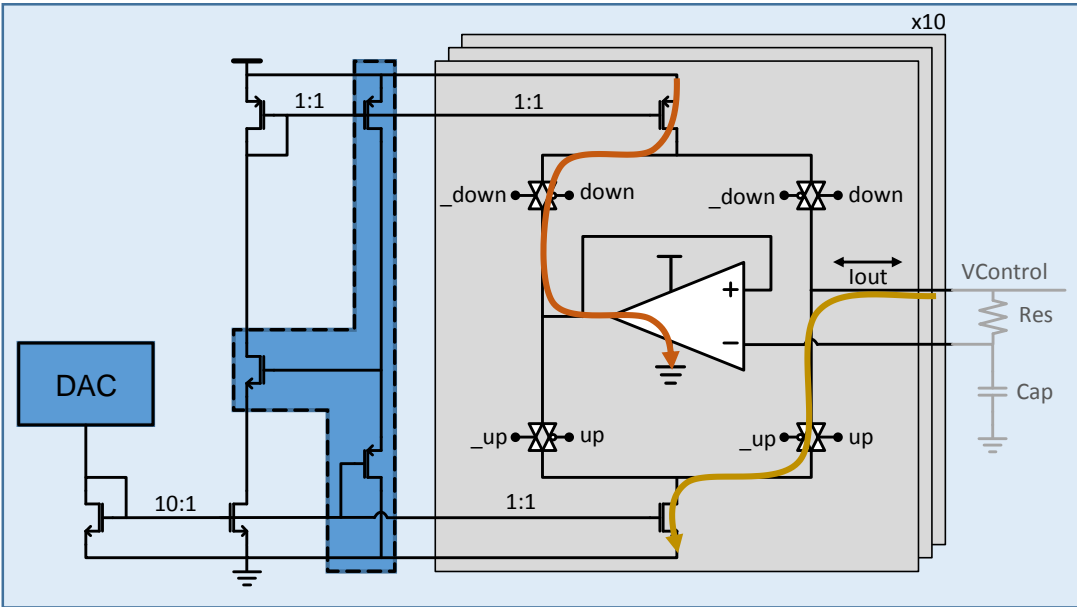 x10
1:1
1:1
_down
down
_down
down
Iout
VControl
+
Res
−
DAC
Cap
_up
up
_up
up
10:1
1:1